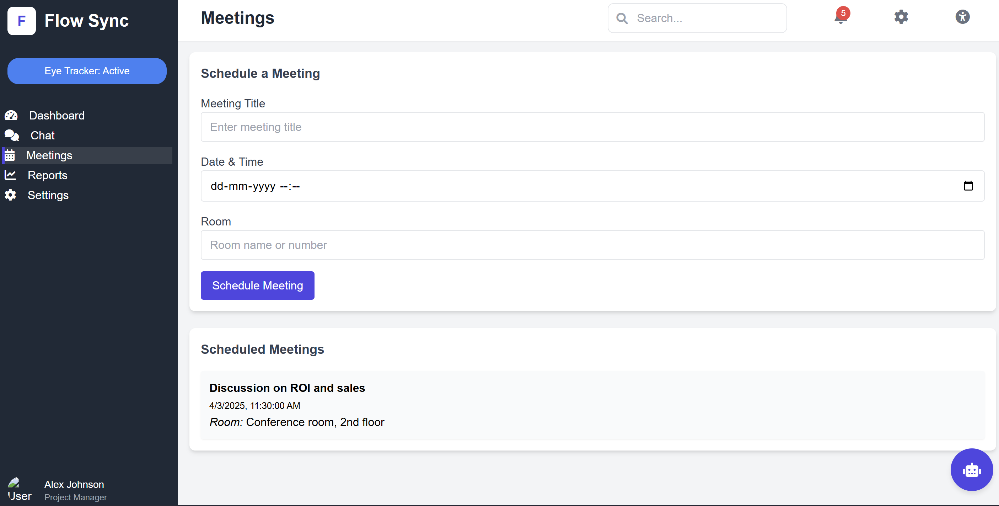 F
Flow Sync
Eye Tracker: Active
Dashboard
Chat
Meetings
Reports
Settings
User
Alex Johnson
Project Manager
Meetings
Search...
5
Schedule a Meeting
Meeting Title
Enter meeting title
Date & Time
dd-mm-yyyy --:--
Room
Room name or number
Schedule Meeting
Scheduled Meetings
Discussion on ROI and sales
4/3/2025, 11:30:00 AM
Room: Conference room, 2nd floor